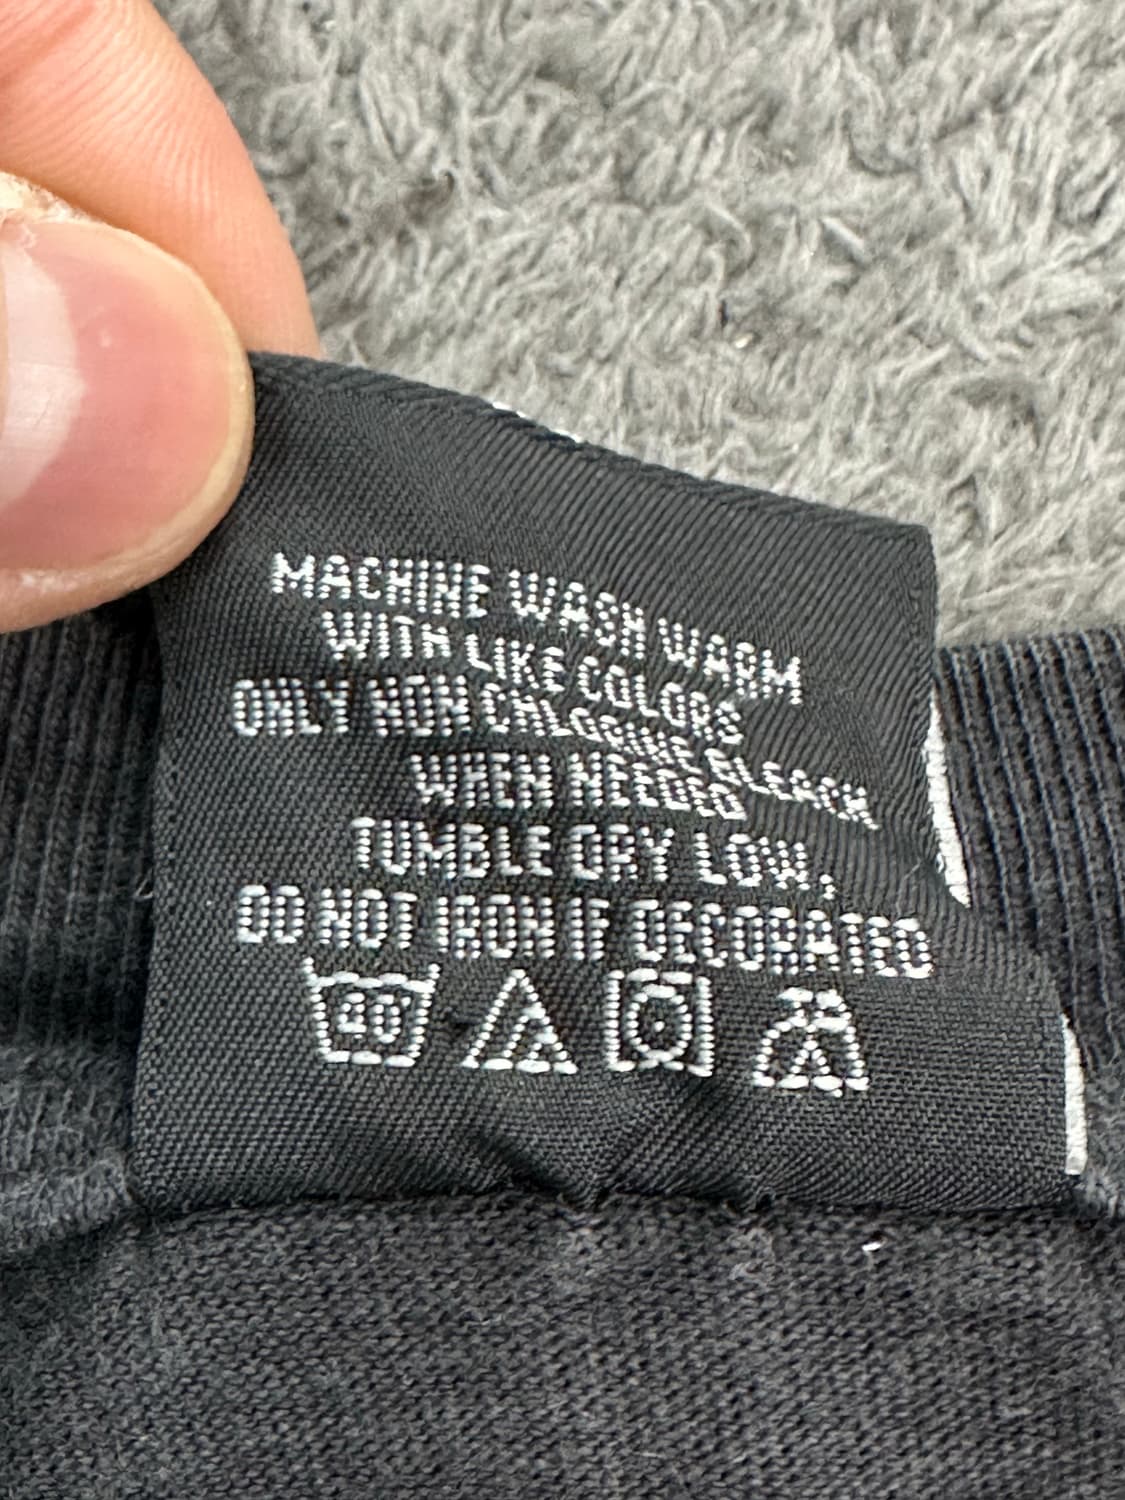 MACHINE WASH WARM
WITH LIKE COLORS
ONLY NON CHLORINE BLEACH
WHEN NEEDED
TUMBLE DRY LOW,
DO NOT IRON IF DECORATED
40